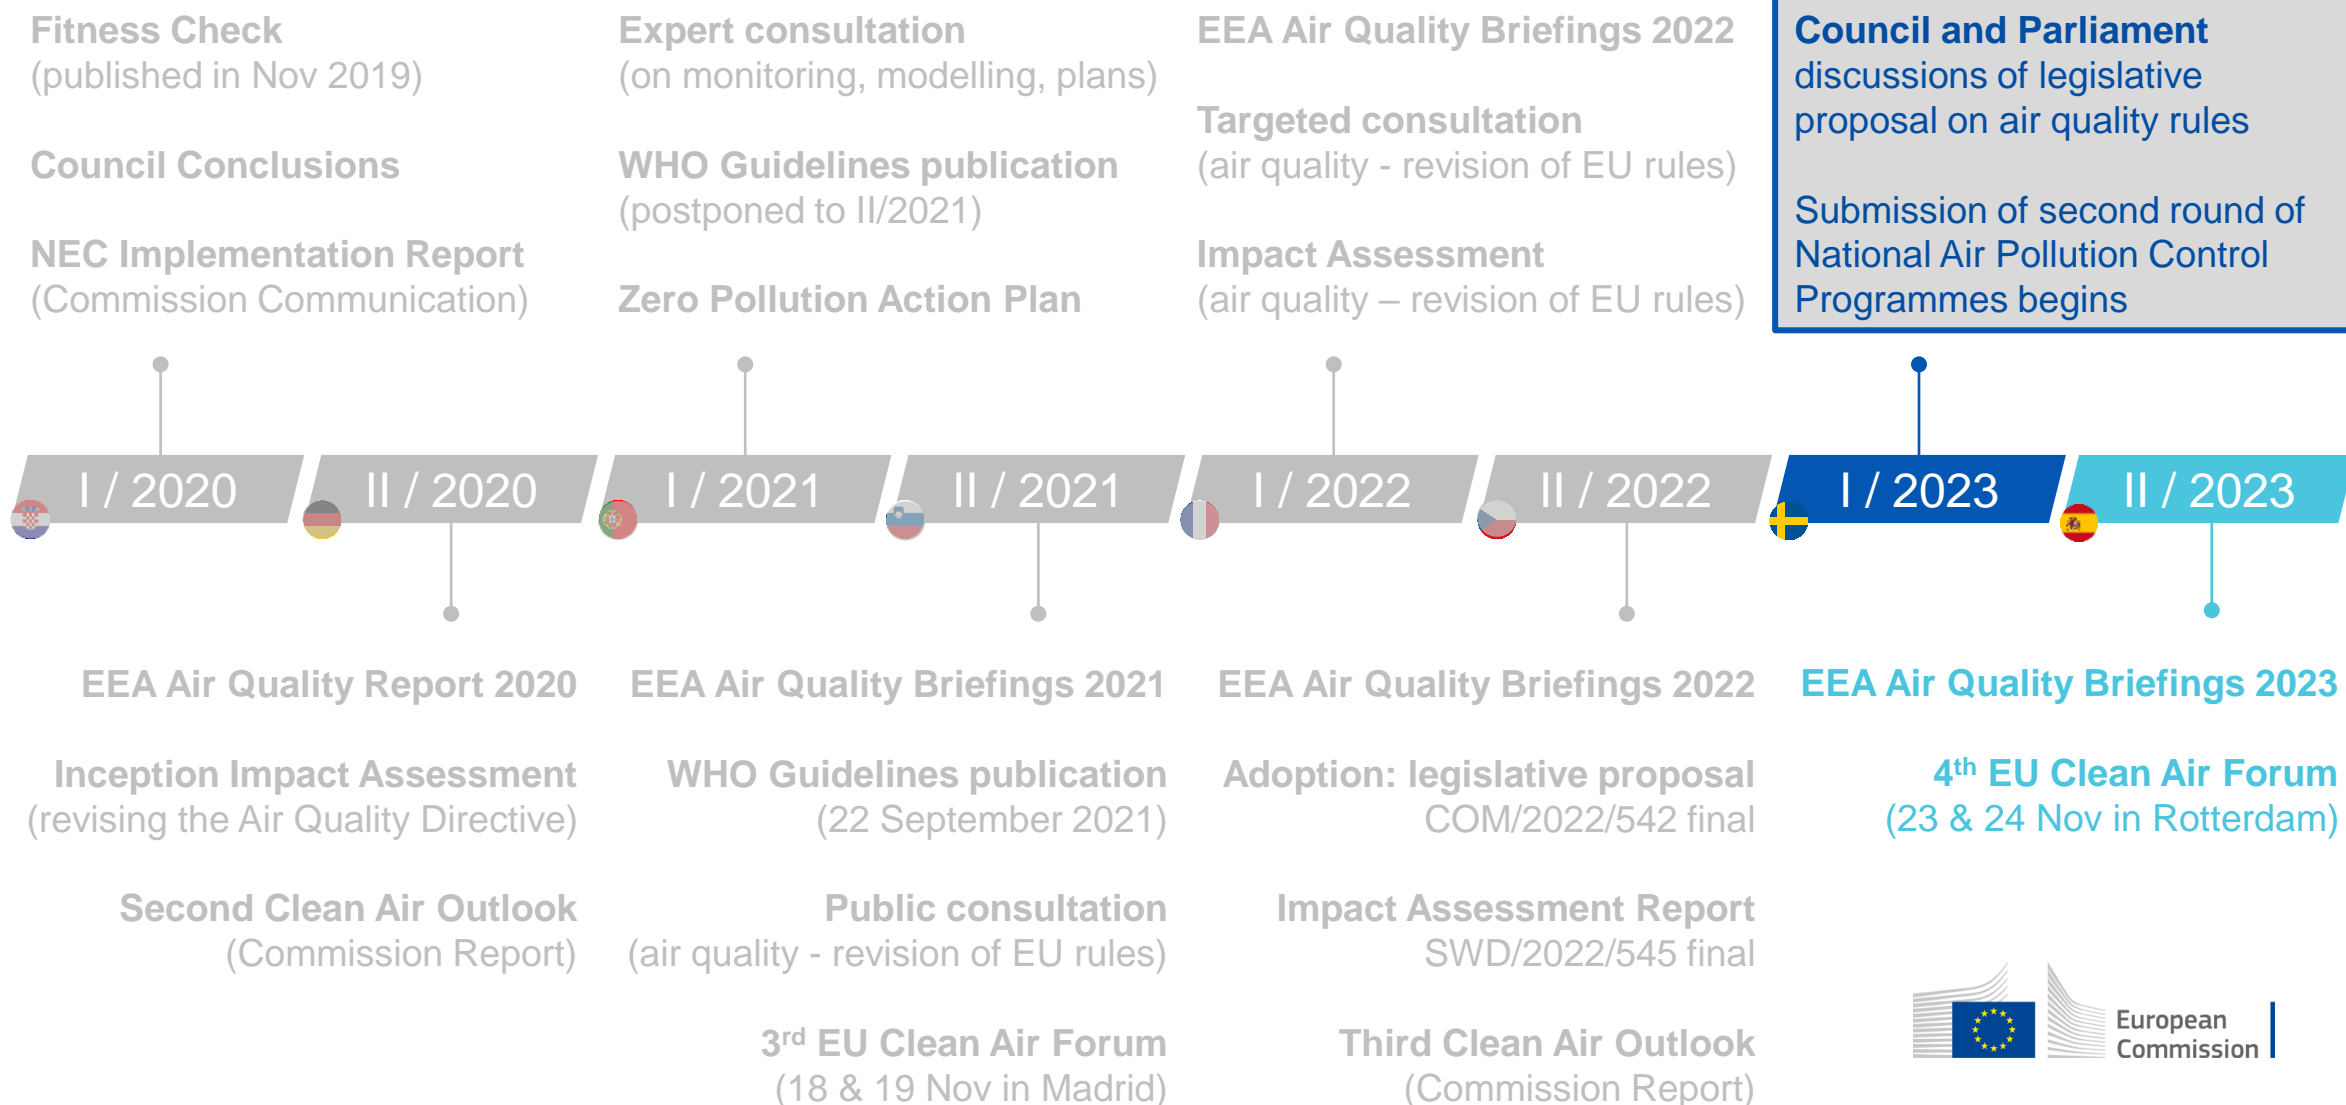 Fitness Check
(published in Nov 2019)
Council Conclusions
NEC Implementation Report
(Commission Communication)
Expert consultation
(on monitoring, modelling, plans)
WHO Guidelines publication
(postponed to II/2021)
Zero Pollution Action Plan
EEA Air Quality Briefings 2022
Targeted consultation
(air quality - revision of EU rules)
Impact Assessment
(air quality – revision of EU rules)
Council and Parliament
discussions of legislative
proposal on air quality rules
Submission of second round of
National Air Pollution Control
Programmes begins
I / 2020
II / 2020
I / 2021
II / 2021
I / 2022
II / 2022
I / 2023
II / 2023
EEA Air Quality Report 2020
Inception Impact Assessment
(revising the Air Quality Directive)
Second Clean Air Outlook
(Commission Report)
EEA Air Quality Briefings 2021
WHO Guidelines publication
(22 September 2021)
Public consultation
(air quality - revision of EU rules)
3rd EU Clean Air Forum
(18 & 19 Nov in Madrid)
EEA Air Quality Briefings 2022
Adoption: legislative proposal
COM/2022/542 final
Impact Assessment Report
SWD/2022/545 final
Third Clean Air Outlook
(Commission Report)
EEA Air Quality Briefings 2023
4th EU Clean Air Forum
(23 & 24 Nov in Rotterdam)
European
Commission